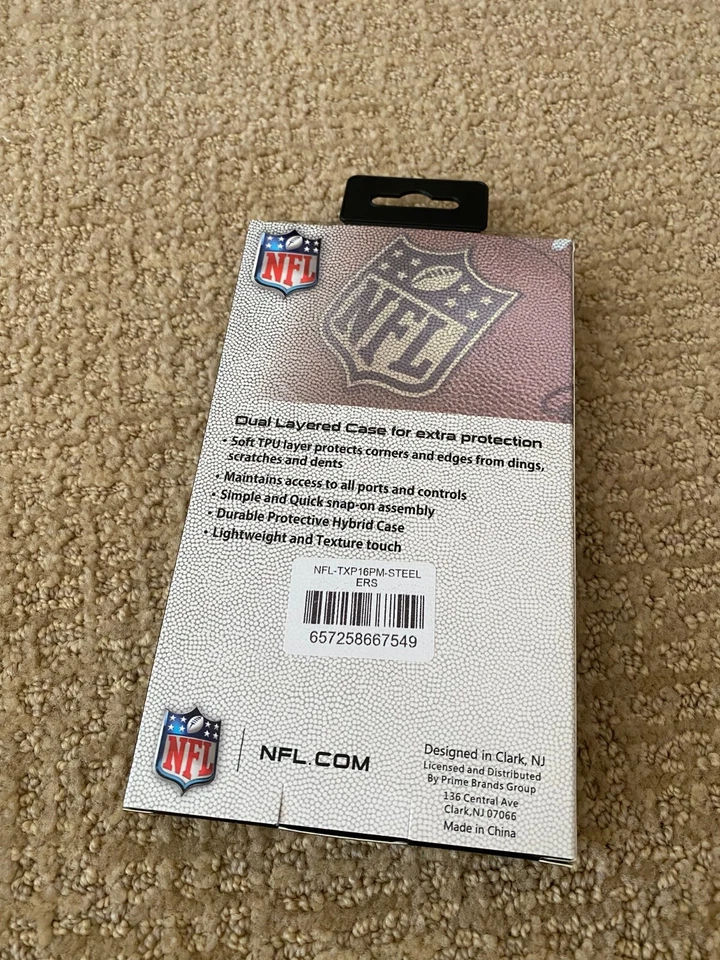 NFL
NFL
Dual Layered Case for extra protection
• Soft TPU layer protects corners and edges from dings,
scratches and dents
• Maintains access to all ports and controls
• Simple and Quick snap-on assembly
• Durable Protective Hybrid Case
• Lightweight and Texture touch
NFL-TXP16PM-STEEL
ERS
657258667549
NFL
NFL.COM
Designed in Clark, NJ
Licensed and Distributed
By Prime Brands Group
136 Central Ave
Clark,NJ 07066
Made in China